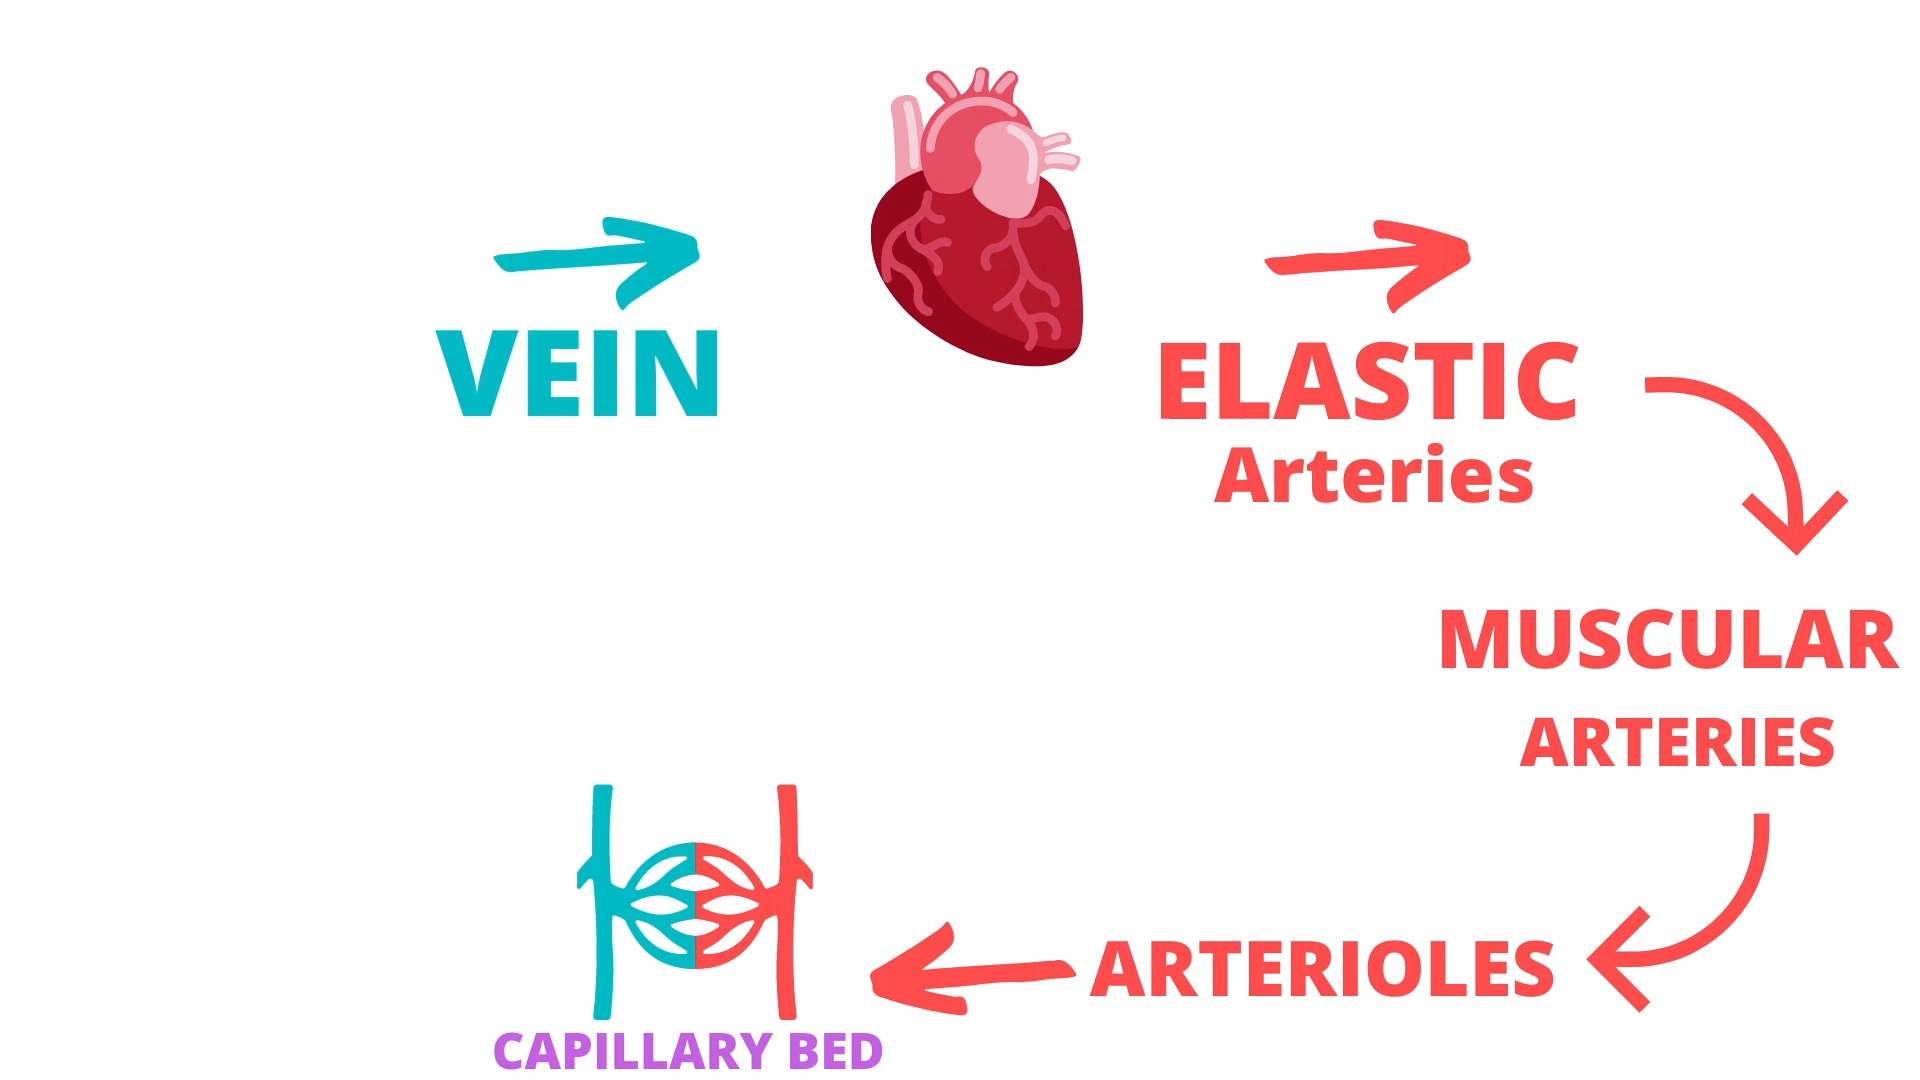 VEIN
ELASTIC
Arteries
MUSCULAR
ARTERIES
ARTERIOLES
CAPILLARY BED